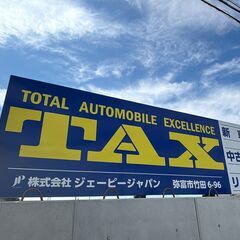 TOTAL AUTOMOBILE EXCELLENCE
TAX
株式会社 ジェーピージャパン 弥富市竹田 6-96
新
中古
リ